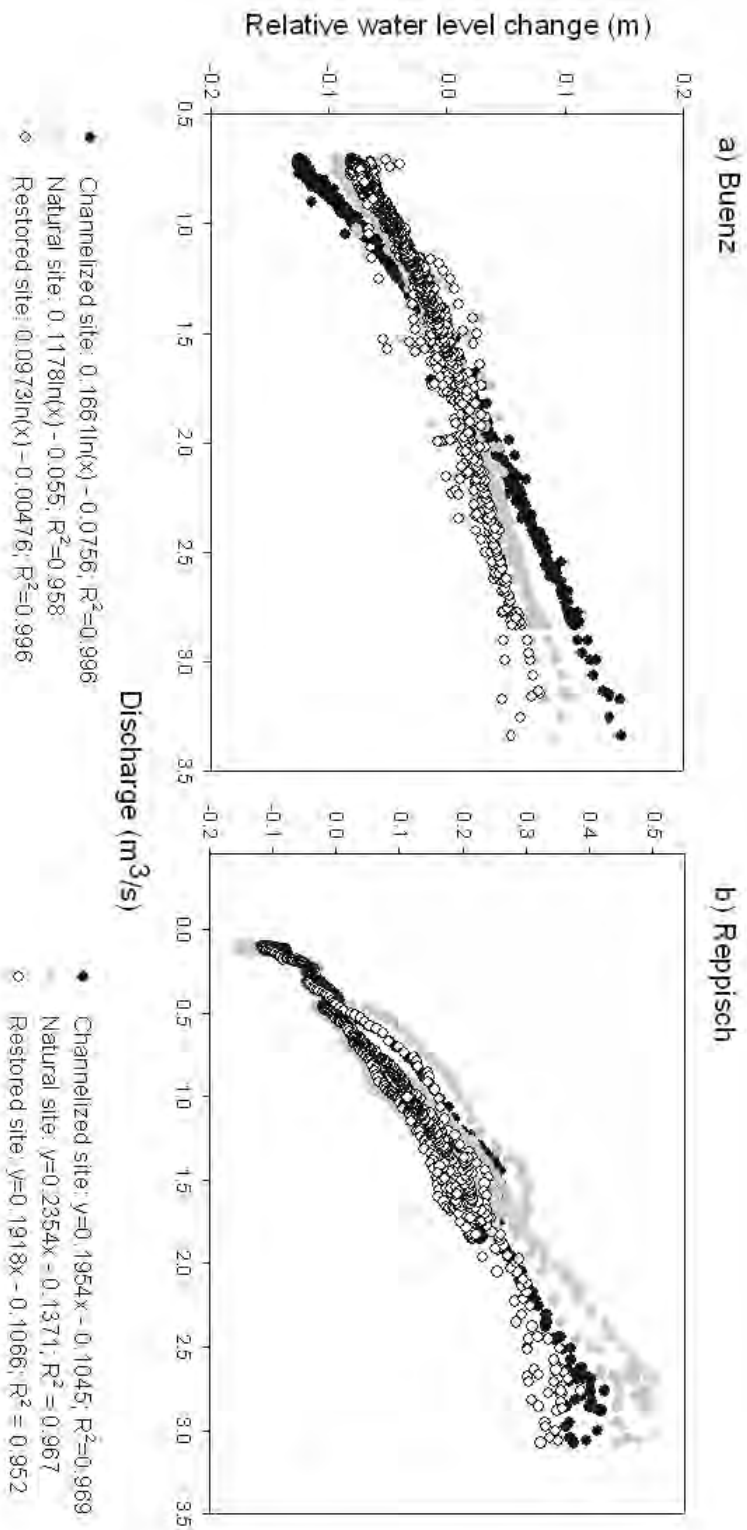 a) Buenz
b) Reppisch
Relative water level change (m)
0.2
0.1
0.0
-0.1
-0.2
0.5 1.0 1.5 2.0 2.5 3.0 3.5
0.5
0.4
0.3
0.2
0.1
0.0
-0.1
-0.2
0.0 0.5 1.0 1.5 2.0 2.5 3.0 3.5
Discharge (m³/s)
Channelized site: 0.1661ln(x) - 0.0756; R²=0.996
Natural site: 0.1178ln(x) - 0.055; R²=0.958
Restored site: 0.0973ln(x) - 0.00476; R²=0.996
Channelized site: y=0.1954x - 0.1045; R²=0.969
Natural site: y=0.2354x - 0.1371; R² = 0.967
Restored site: y=0.1918x - 0.1066; R² = 0.952